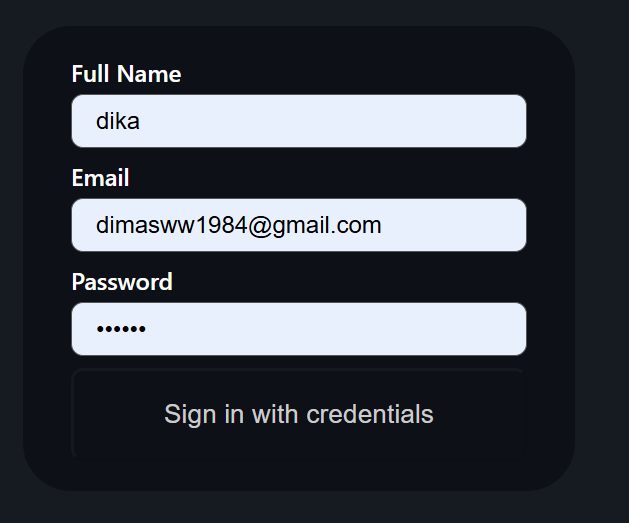 Full Name
dika
Email
dimasww1984@gmail.com
Password
••••••
Sign in with credentials